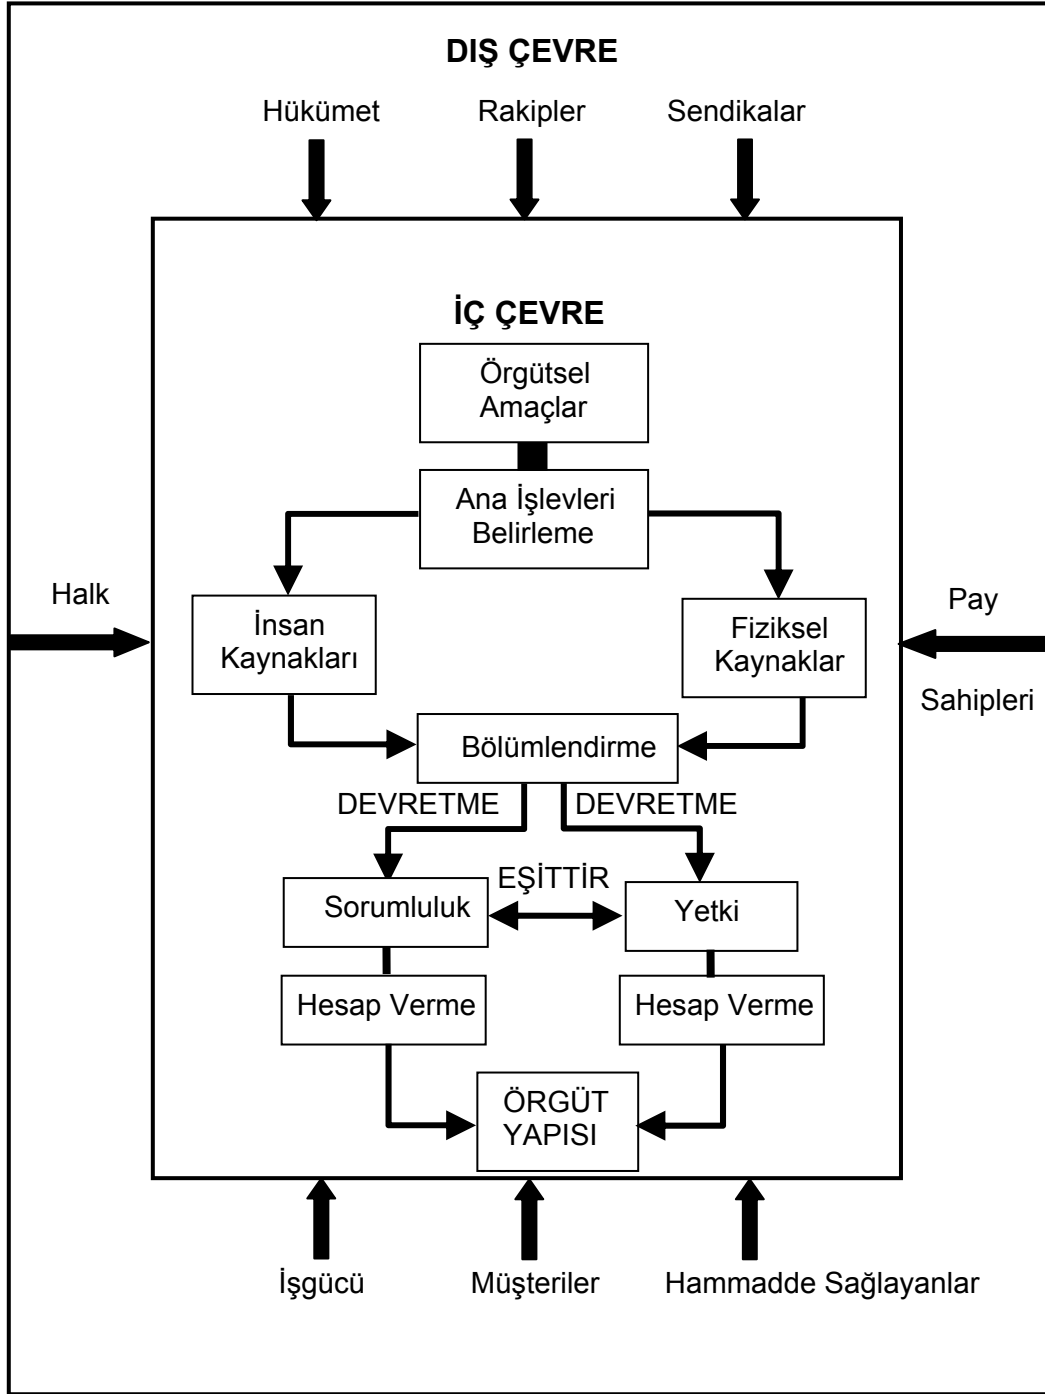 DIŞ ÇEVRE
Hükümet Rakipler Sendikalar
İÇ ÇEVRE
Örgütsel
Amaçlar
Ana İşlevleri
Belirleme
Halk
Pay
Sahipleri
İnsan
Kaynakları
Fiziksel
Kaynaklar
Bölümlendirme
DEVRETME DEVRETME
EŞİTTİR
Sorumluluk
Yetki
Hesap Verme
Hesap Verme
ÖRGÜT
YAPISI
İşgücü Müşteriler Hammadde Sağlayanlar